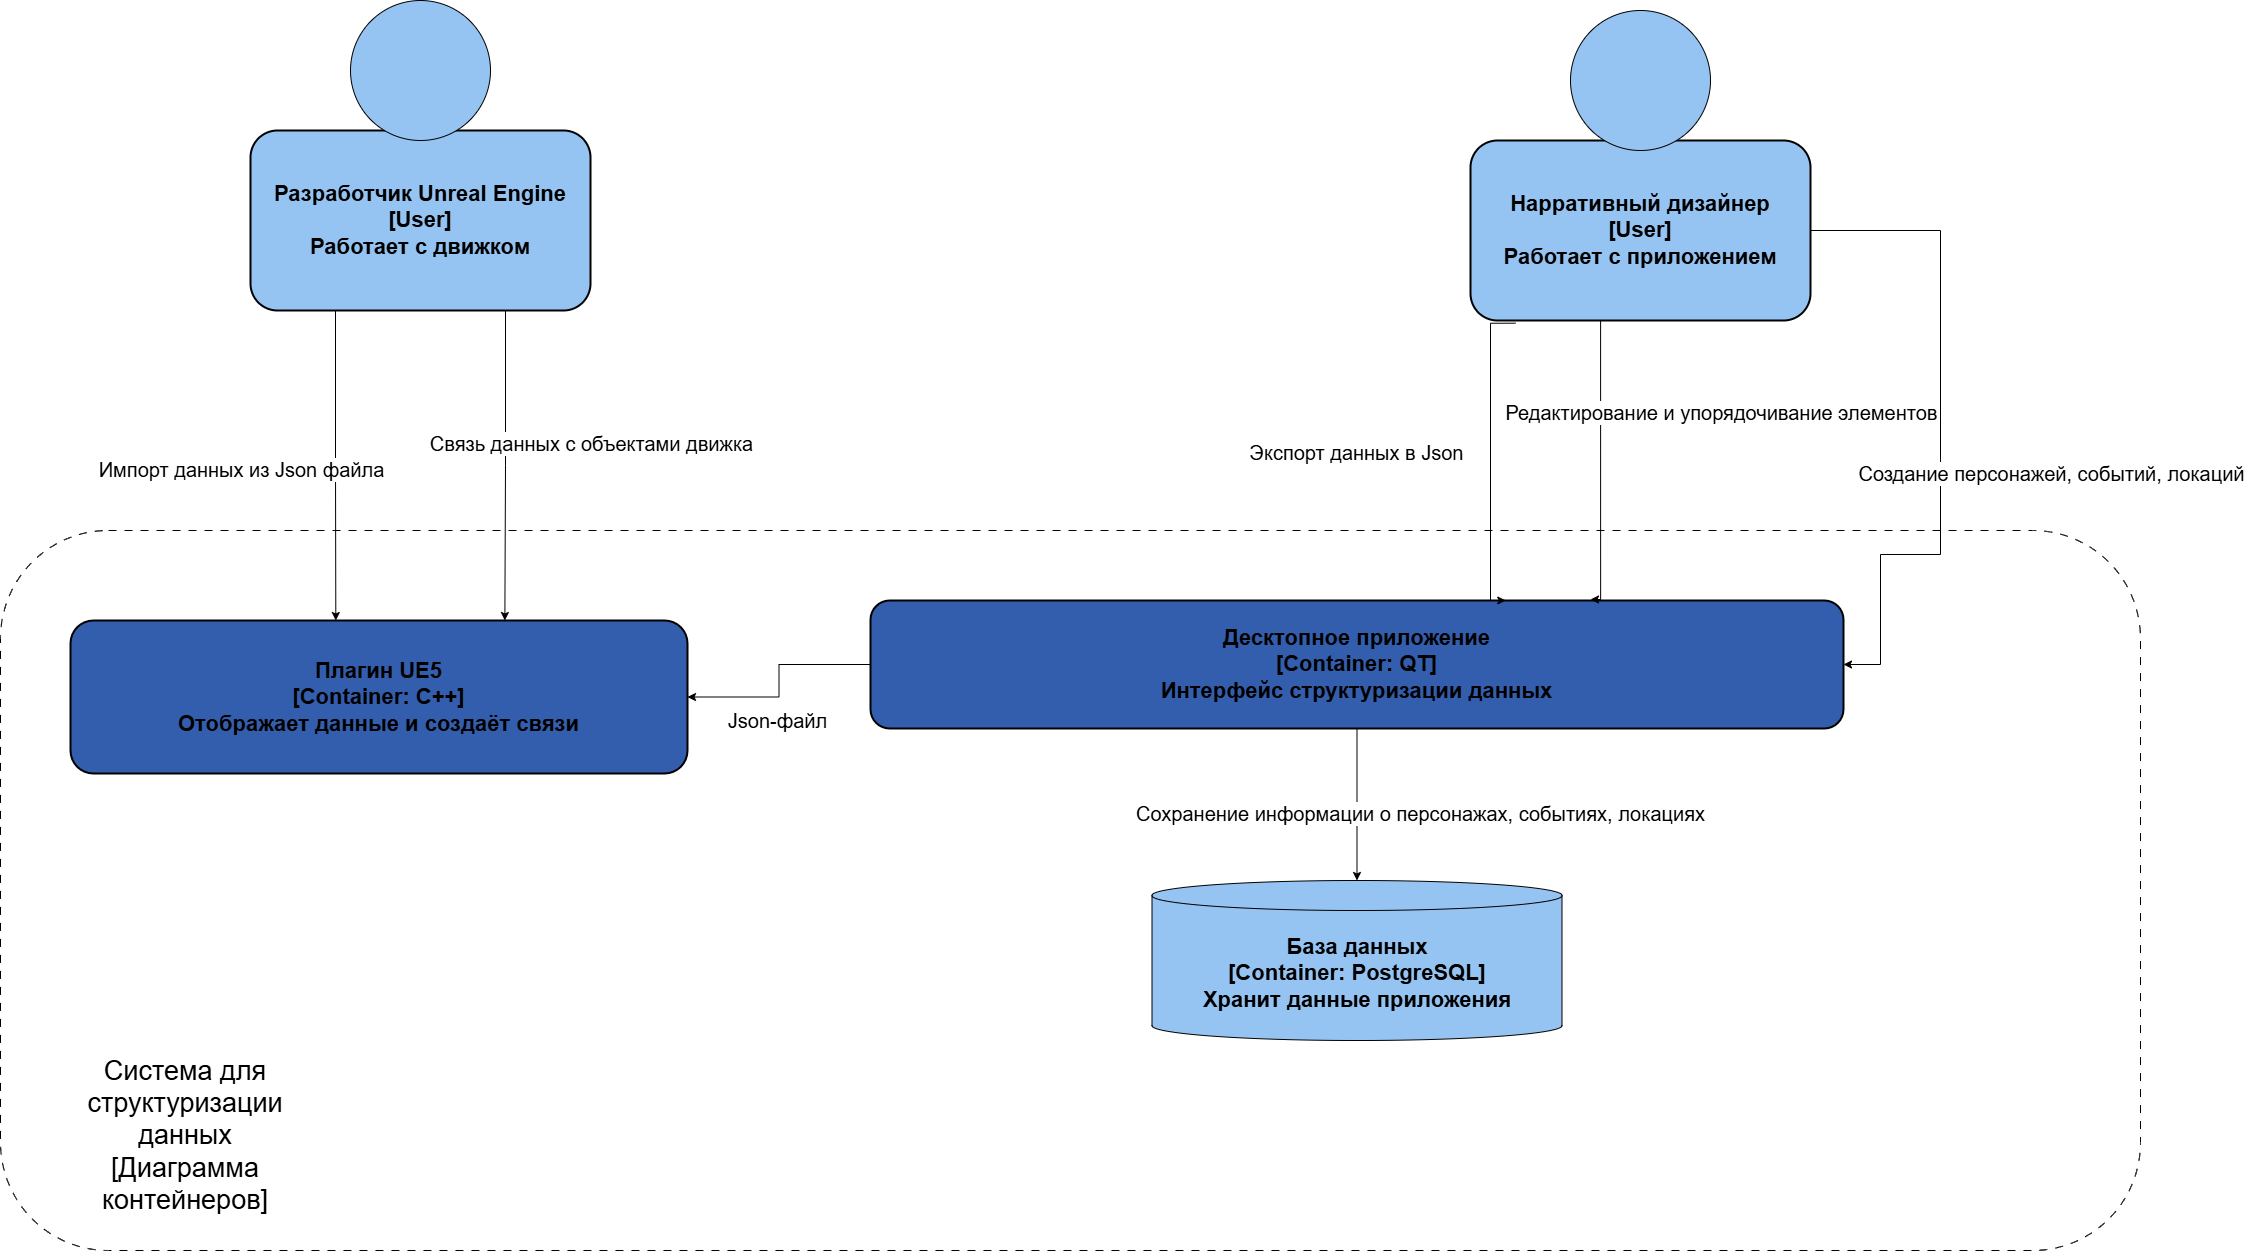 Разработчик Unreal Engine
[User]
Работает с движком
Нарративный дизайнер
[User]
Работает с приложением
Редактирование и упорядочивание элементов
Связь данных с объектами движка
Экспорт данных в Json
Импорт данных из Json файла
Создание персонажей, событий, локаций
Плагин UE5
[Container: C++]
Отображает данные и создаёт связи
Десктопное приложение
[Container: QT]
Интерфейс структуризации данных
Json-файл
Сохранение информации о персонажах, событиях, локациях
База данных
[Container: PostgreSQL]
Хранит данные приложения
Система для
структуризации
данных
[Диаграмма
контейнеров]